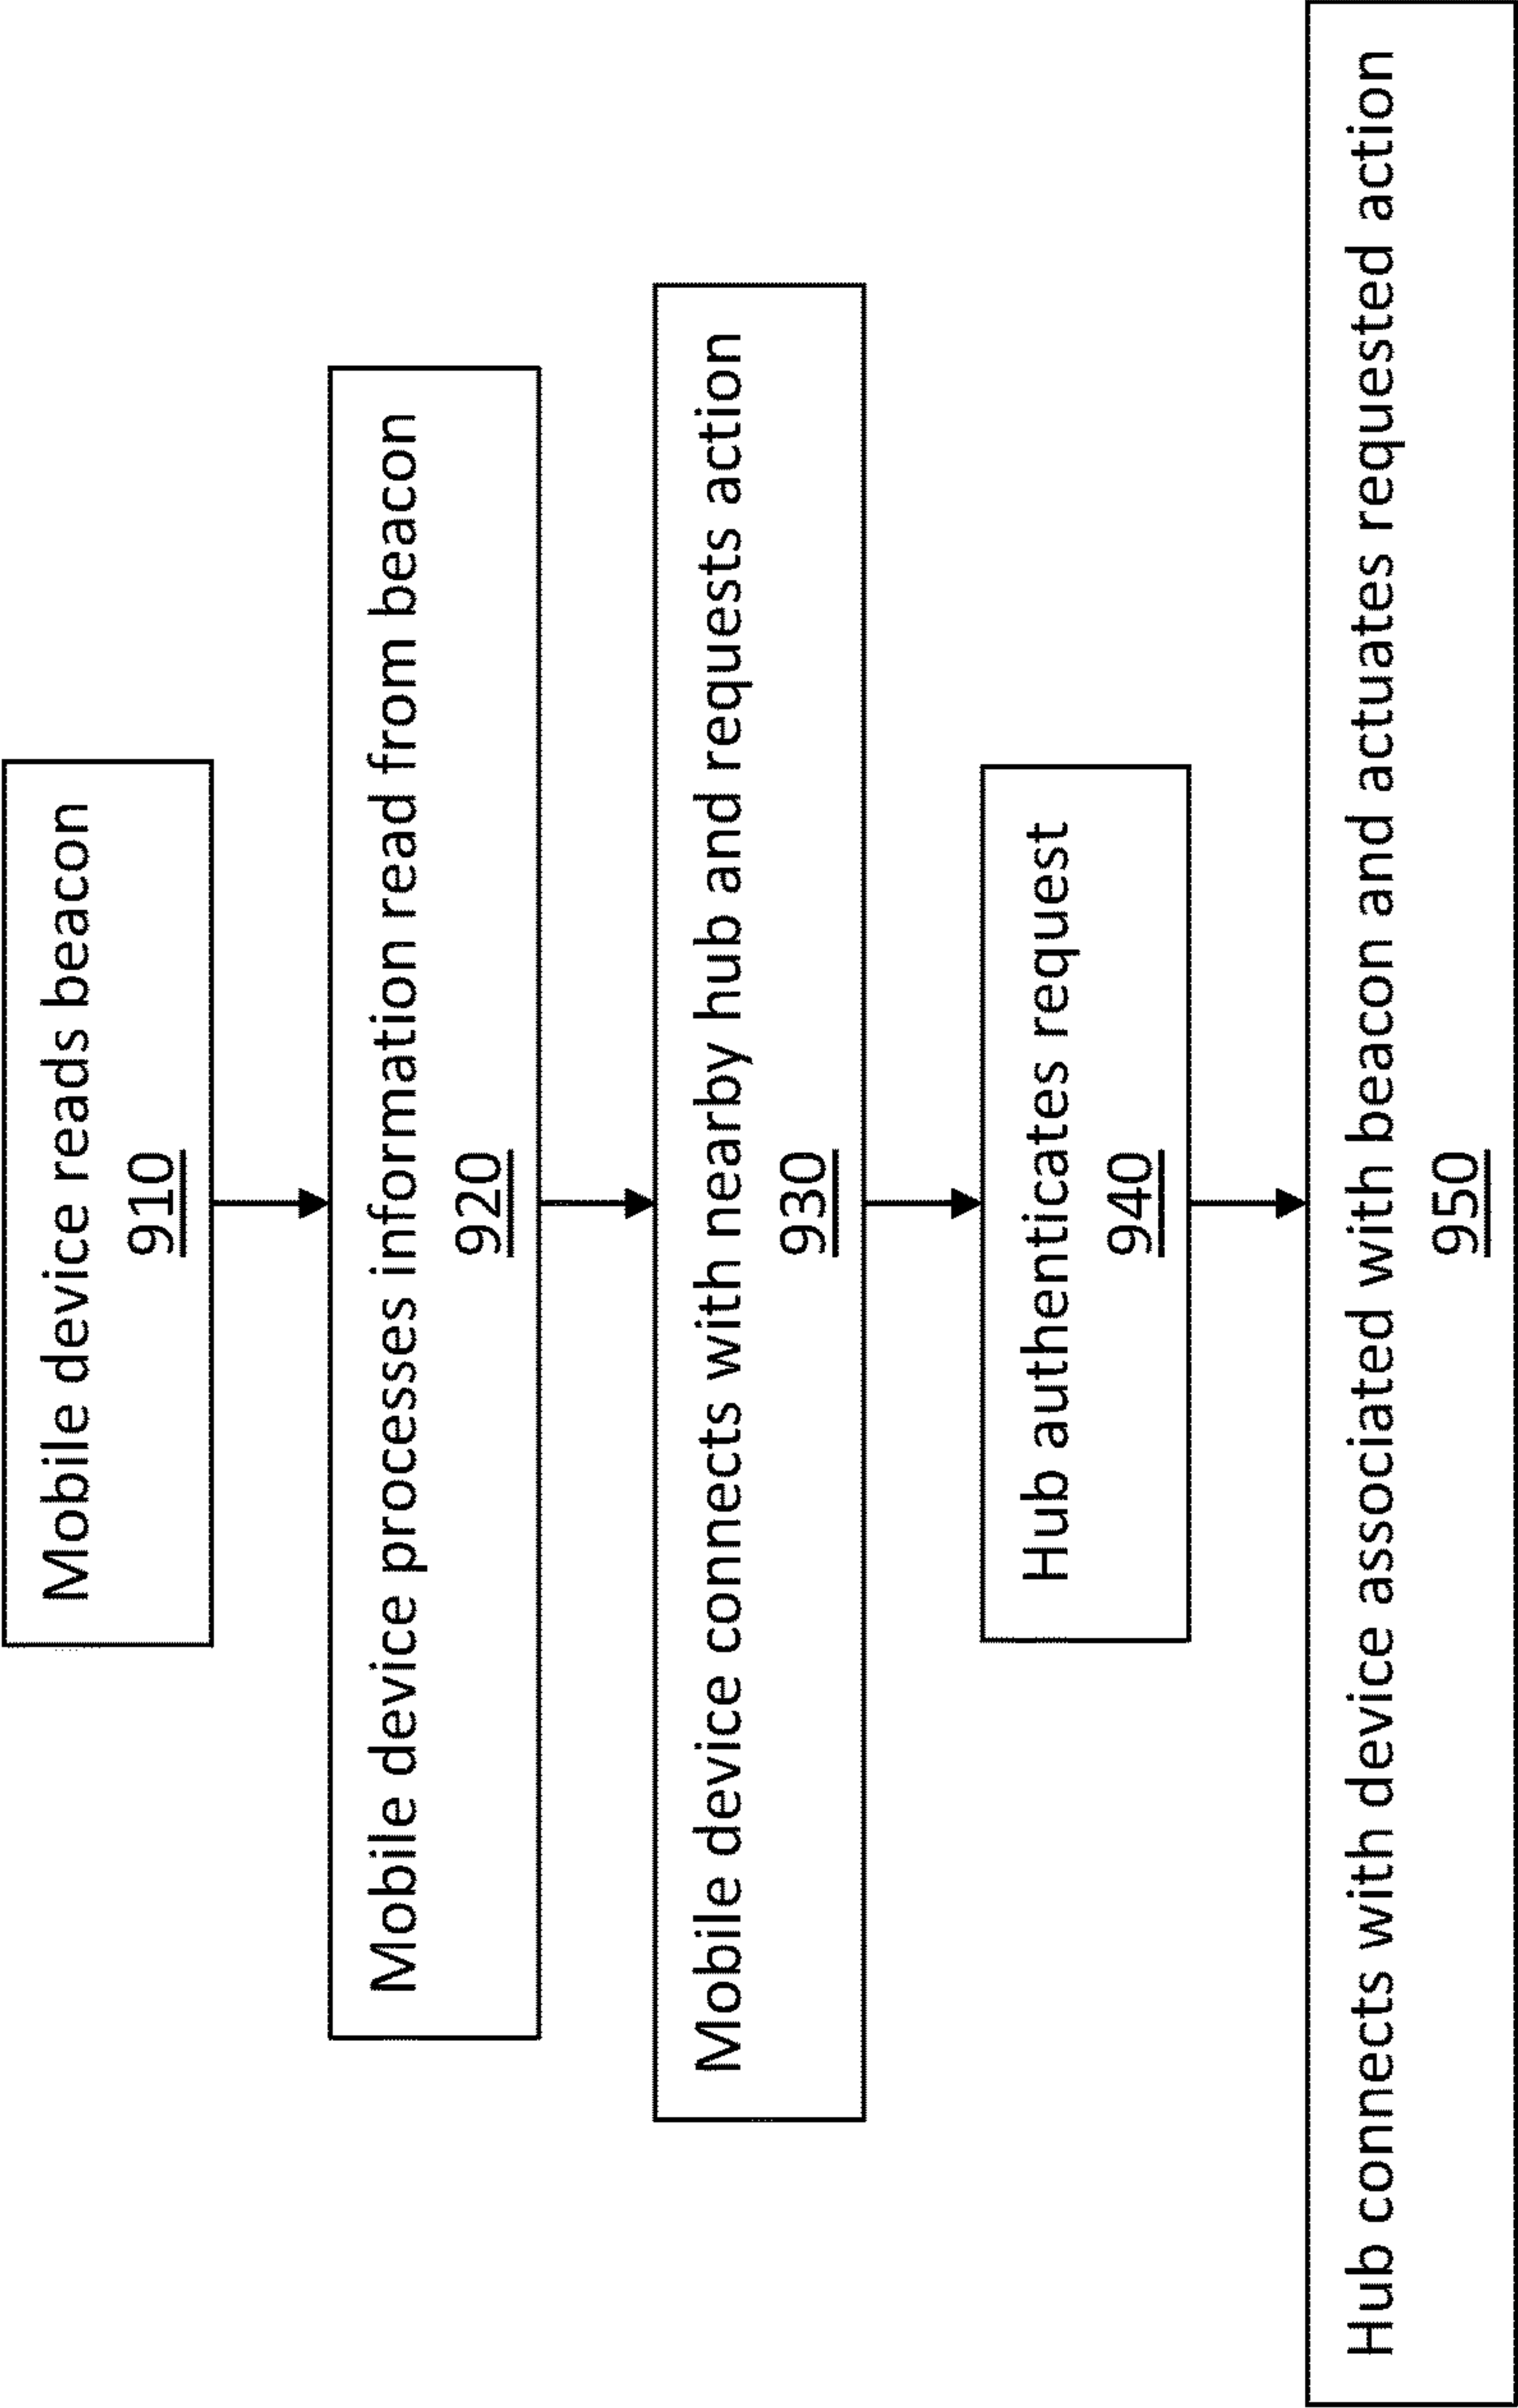 Mobile device reads beacon
910
Mobile device processes information read from beacon
920
Mobile device connects with nearby hub and requests action
930
Hub authenticates request
940
Hub connects with device associated with beacon and actuates requested action
950